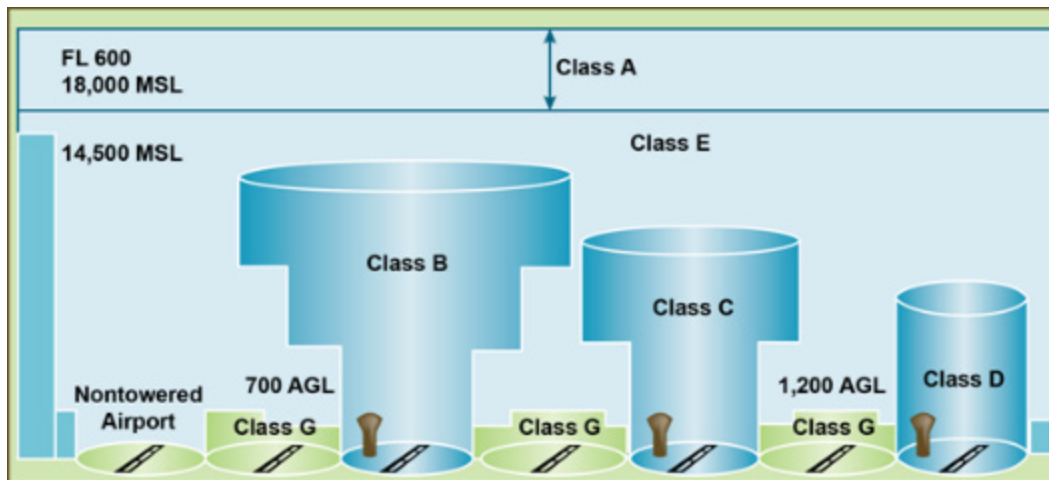 FL 600
18,000 MSL
Class A
14,500 MSL
Class E
Class B
Class C
Nontowered
Airport
700 AGL
Class G
Class G
1,200 AGL
Class G
Class D